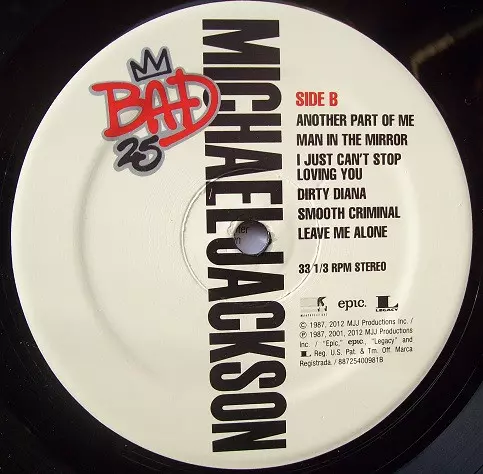 BAD
25
MICHAEL JACKSON
SIDE B
ANOTHER PART OF ME
MAN IN THE MIRROR
I JUST CAN'T STOP
LOVING YOU
DIRTY DIANA
SMOOTH CRIMINAL
LEAVE ME ALONE
33 1/3 RPM STEREO
epic.
L
LEGACY
© 1987, 2012 MJJ Productions Inc. /
℗ 1987, 2001, 2012 MJJ Productions
Inc. / "Epic," epic., "Legacy" and
L Reg. U.S. Pat. & Tm. Off. Marca
Registrada. / 88725400981B